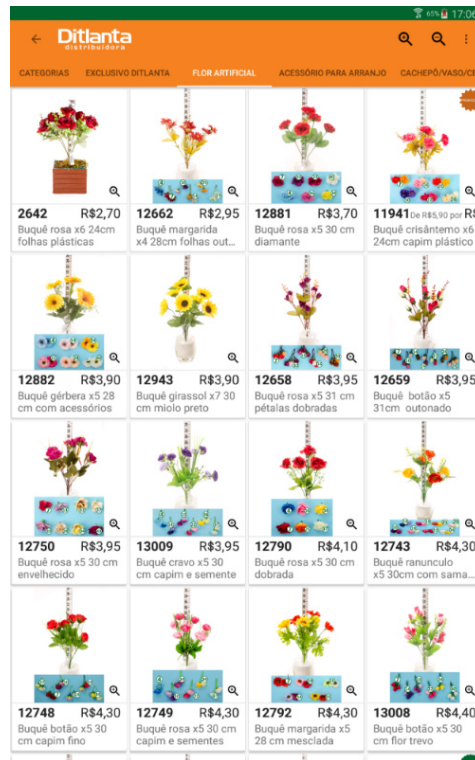 65% 17:06
Ditlanta
distribuidora
CATEGORIAS EXCLUSIVO DITLANTA FLOR ARTIFICIAL ACESSÓRIO PARA ARRANJO CACHEPÔ/VASO/CE
2642 R$2,70
Buquê rosa x6 24cm
folhas plásticas
12662 R$2,95
Buquê margarida
x4 28cm folhas out...
12881 R$3,70
Buquê rosa x5 30 cm
diamante
11941 De R$5,90 por R$
Buquê crisântemo x6
24cm capim plástico
12882 R$3,90
Buquê gérbera x5 28
cm com acessórios
12943 R$3,90
Buquê girassol x7 30
cm miolo preto
12658 R$3,95
Buquê rosa x5 31 cm
pétalas dobradas
12659 R$3,95
Buquê botão x5
31cm outonado
12750 R$3,95
Buquê rosa x5 30 cm
envelhecido
13009 R$3,95
Buquê cravo x5 30
cm capim e semente
12790 R$4,10
Buquê rosa x5 30 cm
dobrada
12743 R$4,30
Buquê ranunculo
x5 30cm com sama...
12748 R$4,30
Buquê botão x5 30
cm capim fino
12749 R$4,30
Buquê rosa x5 30 cm
capim e sementes
12792 R$4,30
Buquê margarida x5
28 cm mesclada
13008 R$4,40
Buquê botão x5 30
cm flor trevo